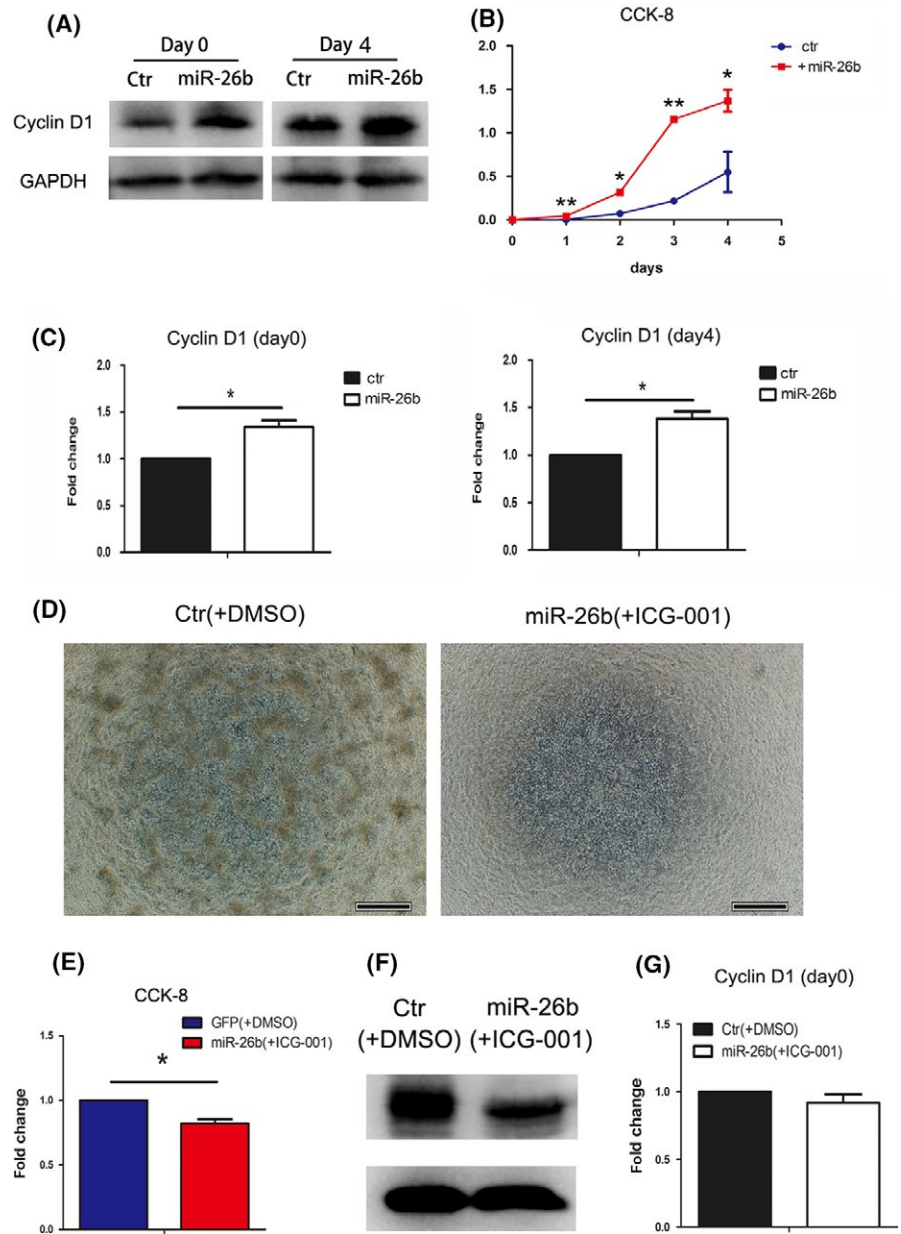 (A)
Day 0
Day 4
Ctr miR-26b
Ctr miR-26b
Cyclin D1
GAPDH
(B)
CCK-8
ctr
+miR-26b
2.0
1.5
1.0
0.5
0.0
** * ** *
0 1 2 3 4 5
days
(C)
Cyclin D1 (day0)
ctr
miR-26b
Fold change
2.0
1.5
1.0
0.5
0.0
*
Cyclin D1 (day4)
ctr
miR-26b
Fold change
2.0
1.5
1.0
0.5
0.0
*
(D)
Ctr(+DMSO)
miR-26b(+ICG-001)
(E)
CCK-8
GFP(+DMSO)
miR-26b(+ICG-001)
Fold change
1.5
1.0
0.5
0.0
*
(F)
Ctr
(+DMSO)
miR-26b
(+ICG-001)
(G)
Cyclin D1 (day0)
Ctr(+DMSO)
miR-26b(+ICG-001)
Fold change
1.5
1.0
0.5
0.0